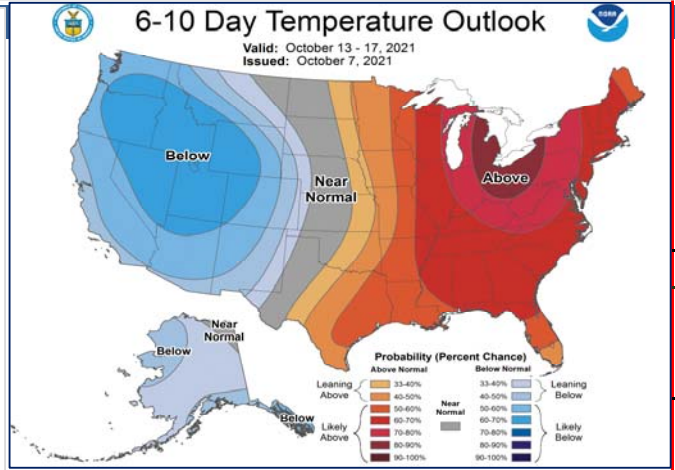 6-10 Day Temperature Outlook
NOAA
Valid: October 13 - 17, 2021
Issued: October 7, 2021
Below
Near
Normal
Above
Near
Normal
Below
Below
Probability (Percent Chance)
Above Normal
Below Normal
Leaning
Above
33-40%
40-50%
Likely
Above
50-60%
60-70%
70-80%
80-90%
90-100%
Near
Normal
33-40%
40-50%
Leaning
Below
50-60%
60-70%
70-80%
80-90%
90-100%
Likely
Below